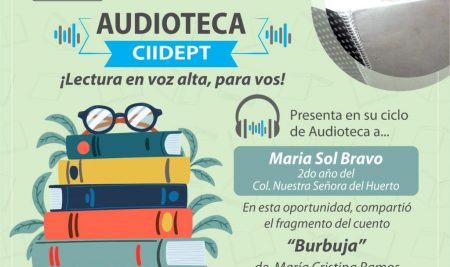 AUDIOTECA
CIIDEPT
¡Lectura en voz alta, para vos!
Presenta en su ciclo
de Audioteca a...
Maria Sol Bravo
2do año del
Col. Nuestra Señora del Huerto
En esta oportunidad, compartió
el fragmento del cuento
“Burbuja”
de María Cristina Ramos